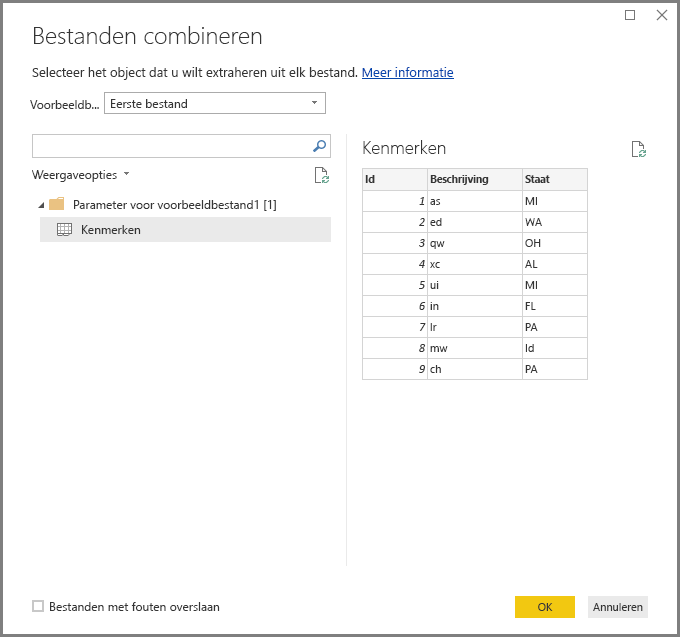 Bestanden combineren
Selecteer het object dat u wilt extraheren uit elk bestand. Meer informatie
Voorbeeldb... Eerste bestand
Weergaveopties
Parameter voor voorbeeldbestand1 [1]
Kenmerken
Kenmerken
Id Beschrijving Staat
1 as MI
2 ed WA
3 qw OH
4 xc AL
5 ui MI
6 in FL
7 lr PA
8 mw Id
9 ch PA
Bestanden met fouten overslaan
OK Annuleren